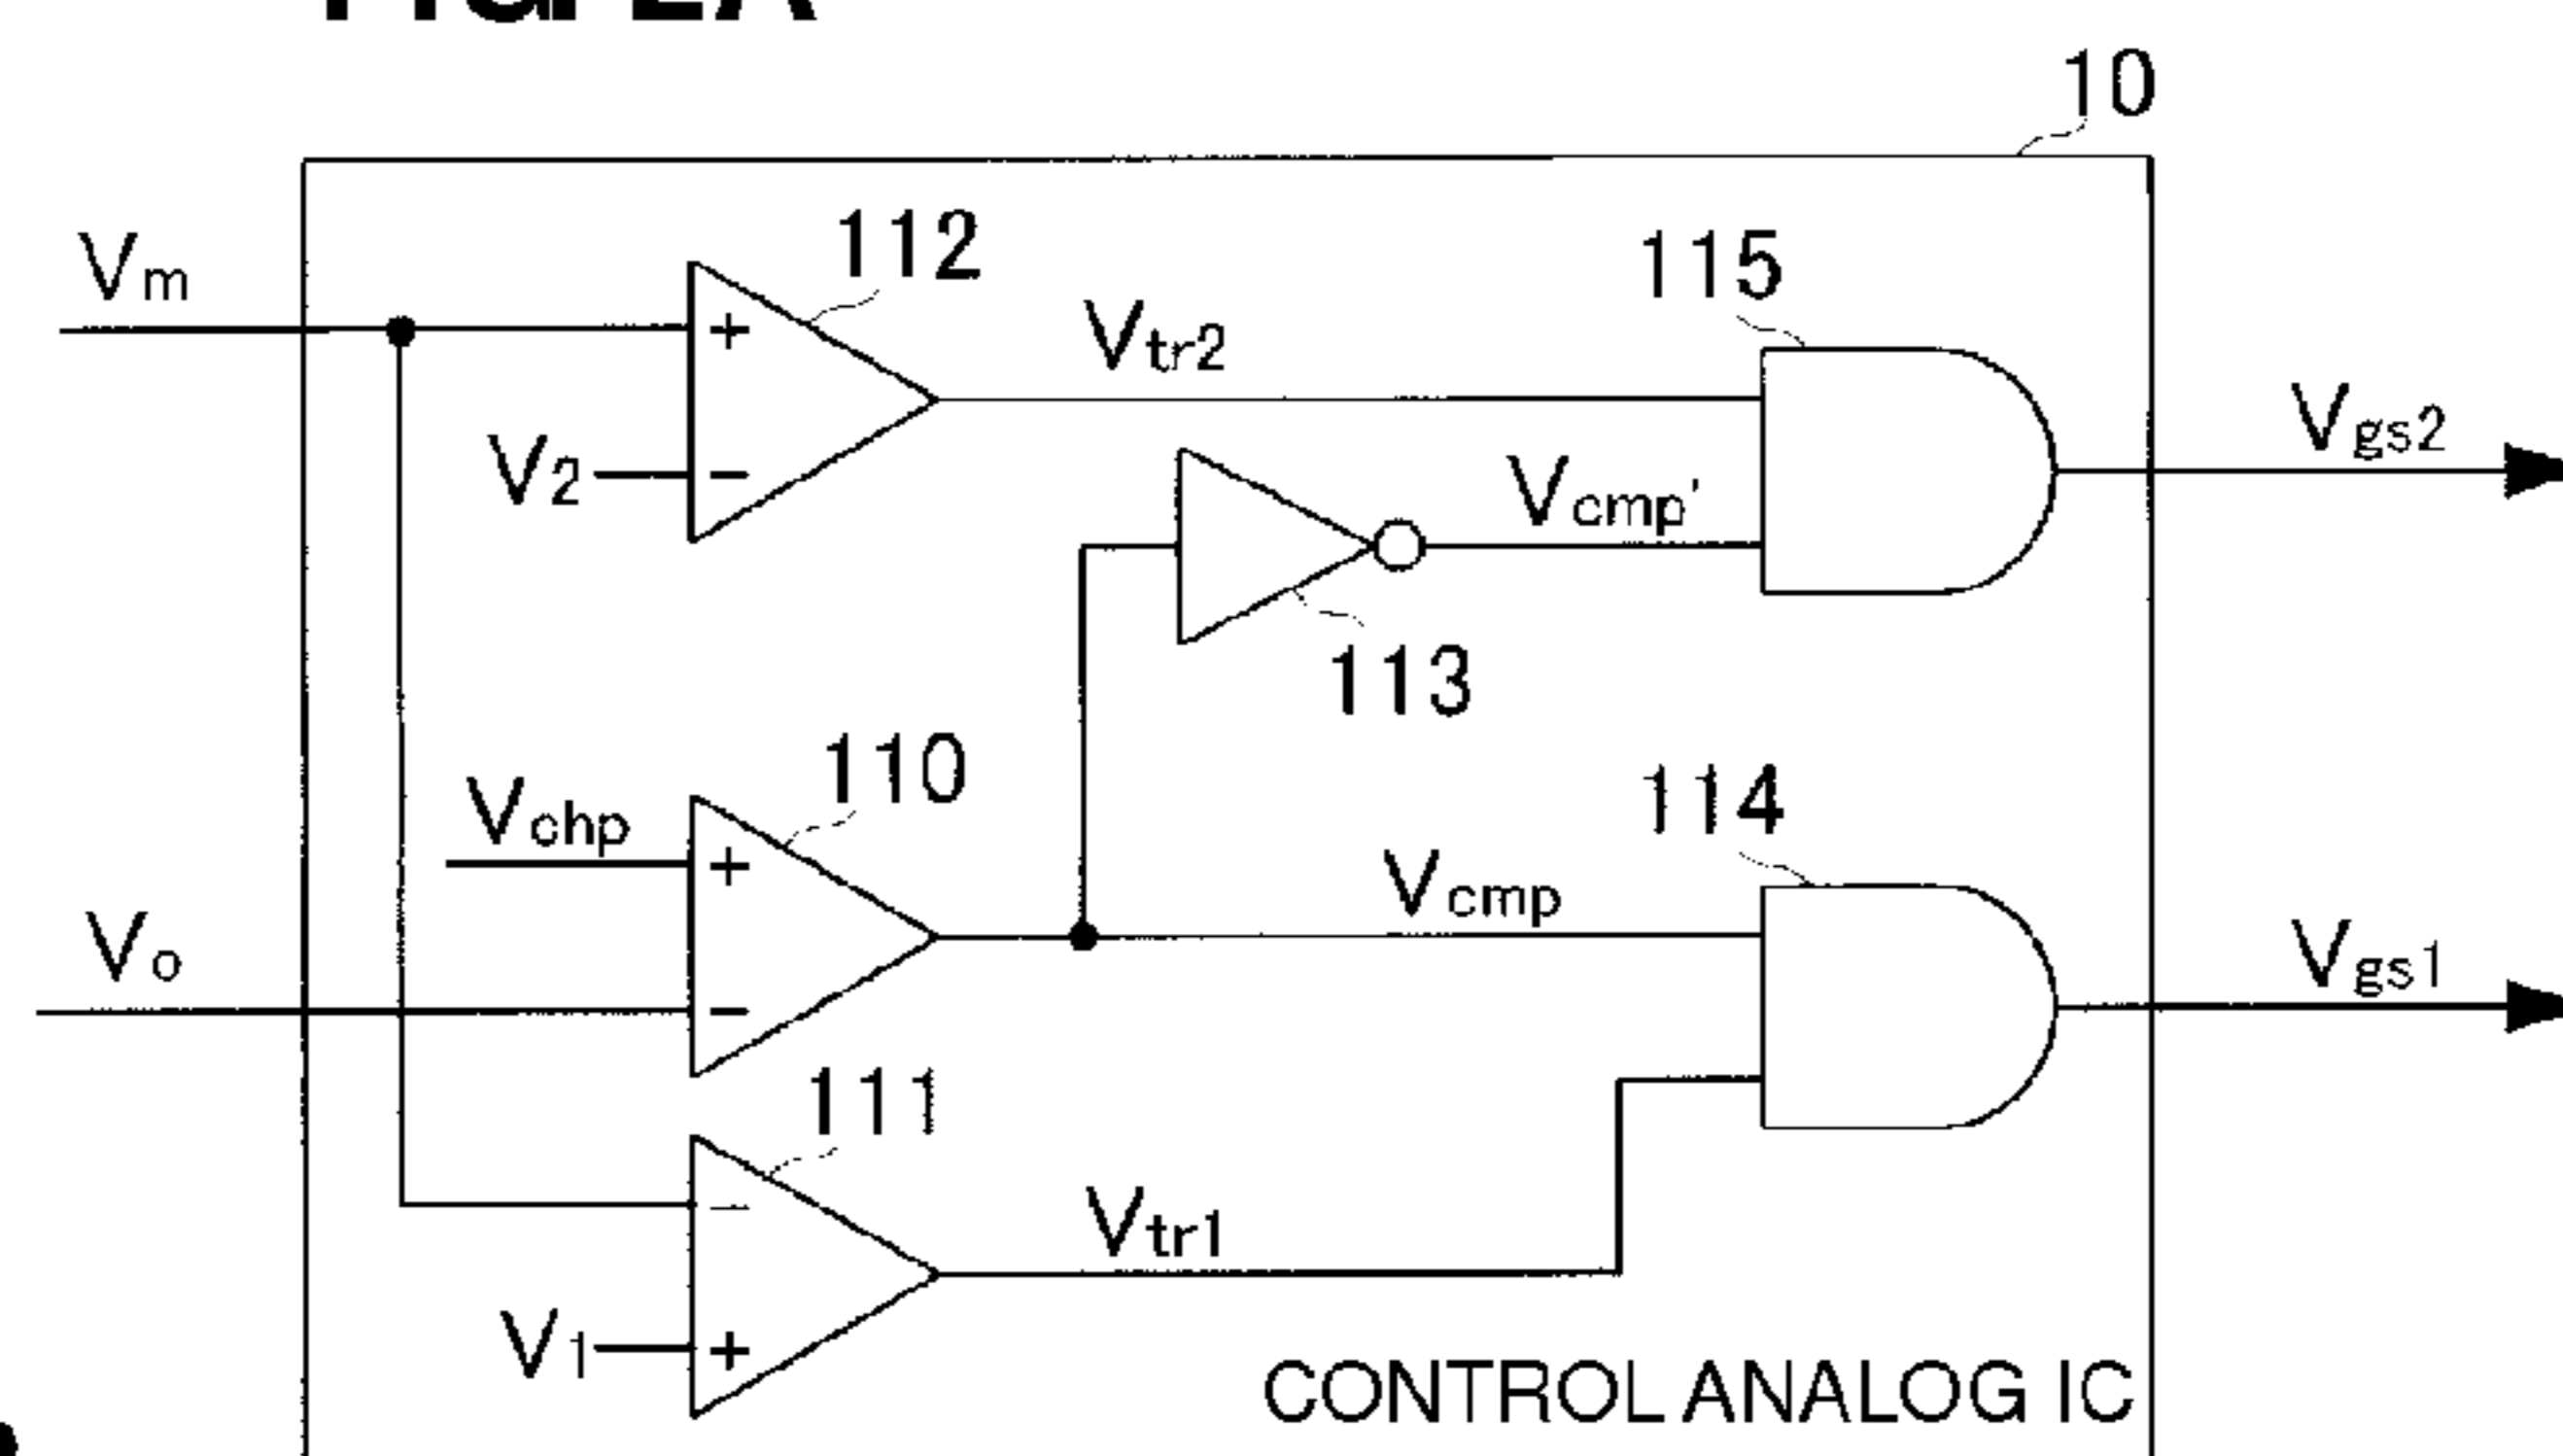 10
112
Vm
+
Vtr2
115
V2
−
Vgs2
Vcmp'
113
110
Vchp
+
114
Vcmp
Vo
−
Vgs1
111
−
Vtr1
V1
+
CONTROL ANALOG IC